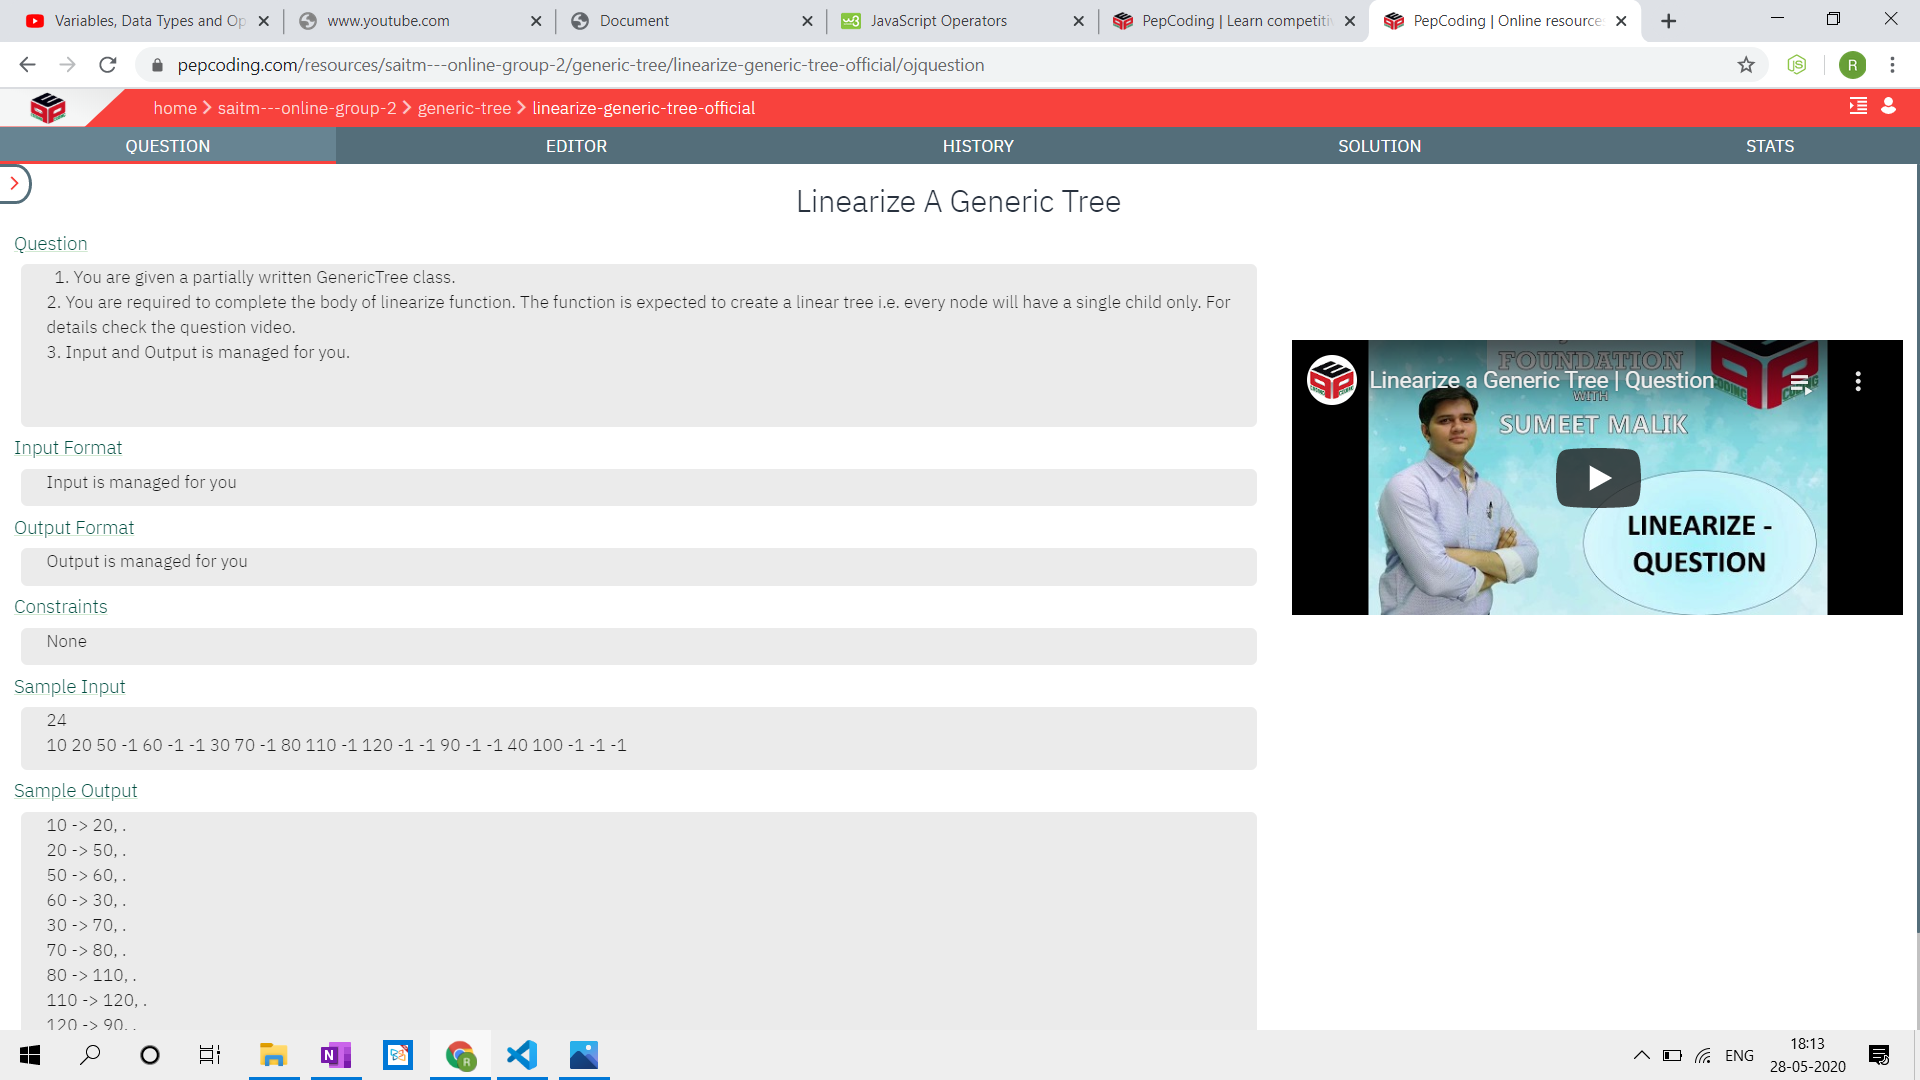 Variables, Data Types and Op
www.youtube.com
Document
JavaScript Operators
PepCoding | Learn competiti
PepCoding | Online resource
pepcoding.com/resources/saitm---online-group-2/generic-tree/linearize-generic-tree-official/ojquestion
R
home > saitm---online-group-2 > generic-tree > linearize-generic-tree-official
QUESTION EDITOR HISTORY SOLUTION STATS
Linearize A Generic Tree
Question
1. You are given a partially written GenericTree class.
2. You are required to complete the body of linearize function. The function is expected to create a linear tree i.e. every node will have a single child only. For
details check the question video.
3. Input and Output is managed for you.
Input Format
Input is managed for you
Output Format
Output is managed for you
Constraints
None
Sample Input
24
10 20 50 -1 60 -1 -1 30 70 -1 80 110 -1 120 -1 -1 90 -1 -1 40 100 -1 -1 -1
Sample Output
10 -> 20, .
20 -> 50, .
50 -> 60, .
60 -> 30, .
30 -> 70, .
70 -> 80, .
80 -> 110, .
110 -> 120, .
120 -> 90, .
FOUNDATION
Linearize a Generic Tree | Question
WITH
SUMEET MALIK
LINEARIZE -
QUESTION
ENG
18:13
28-05-2020